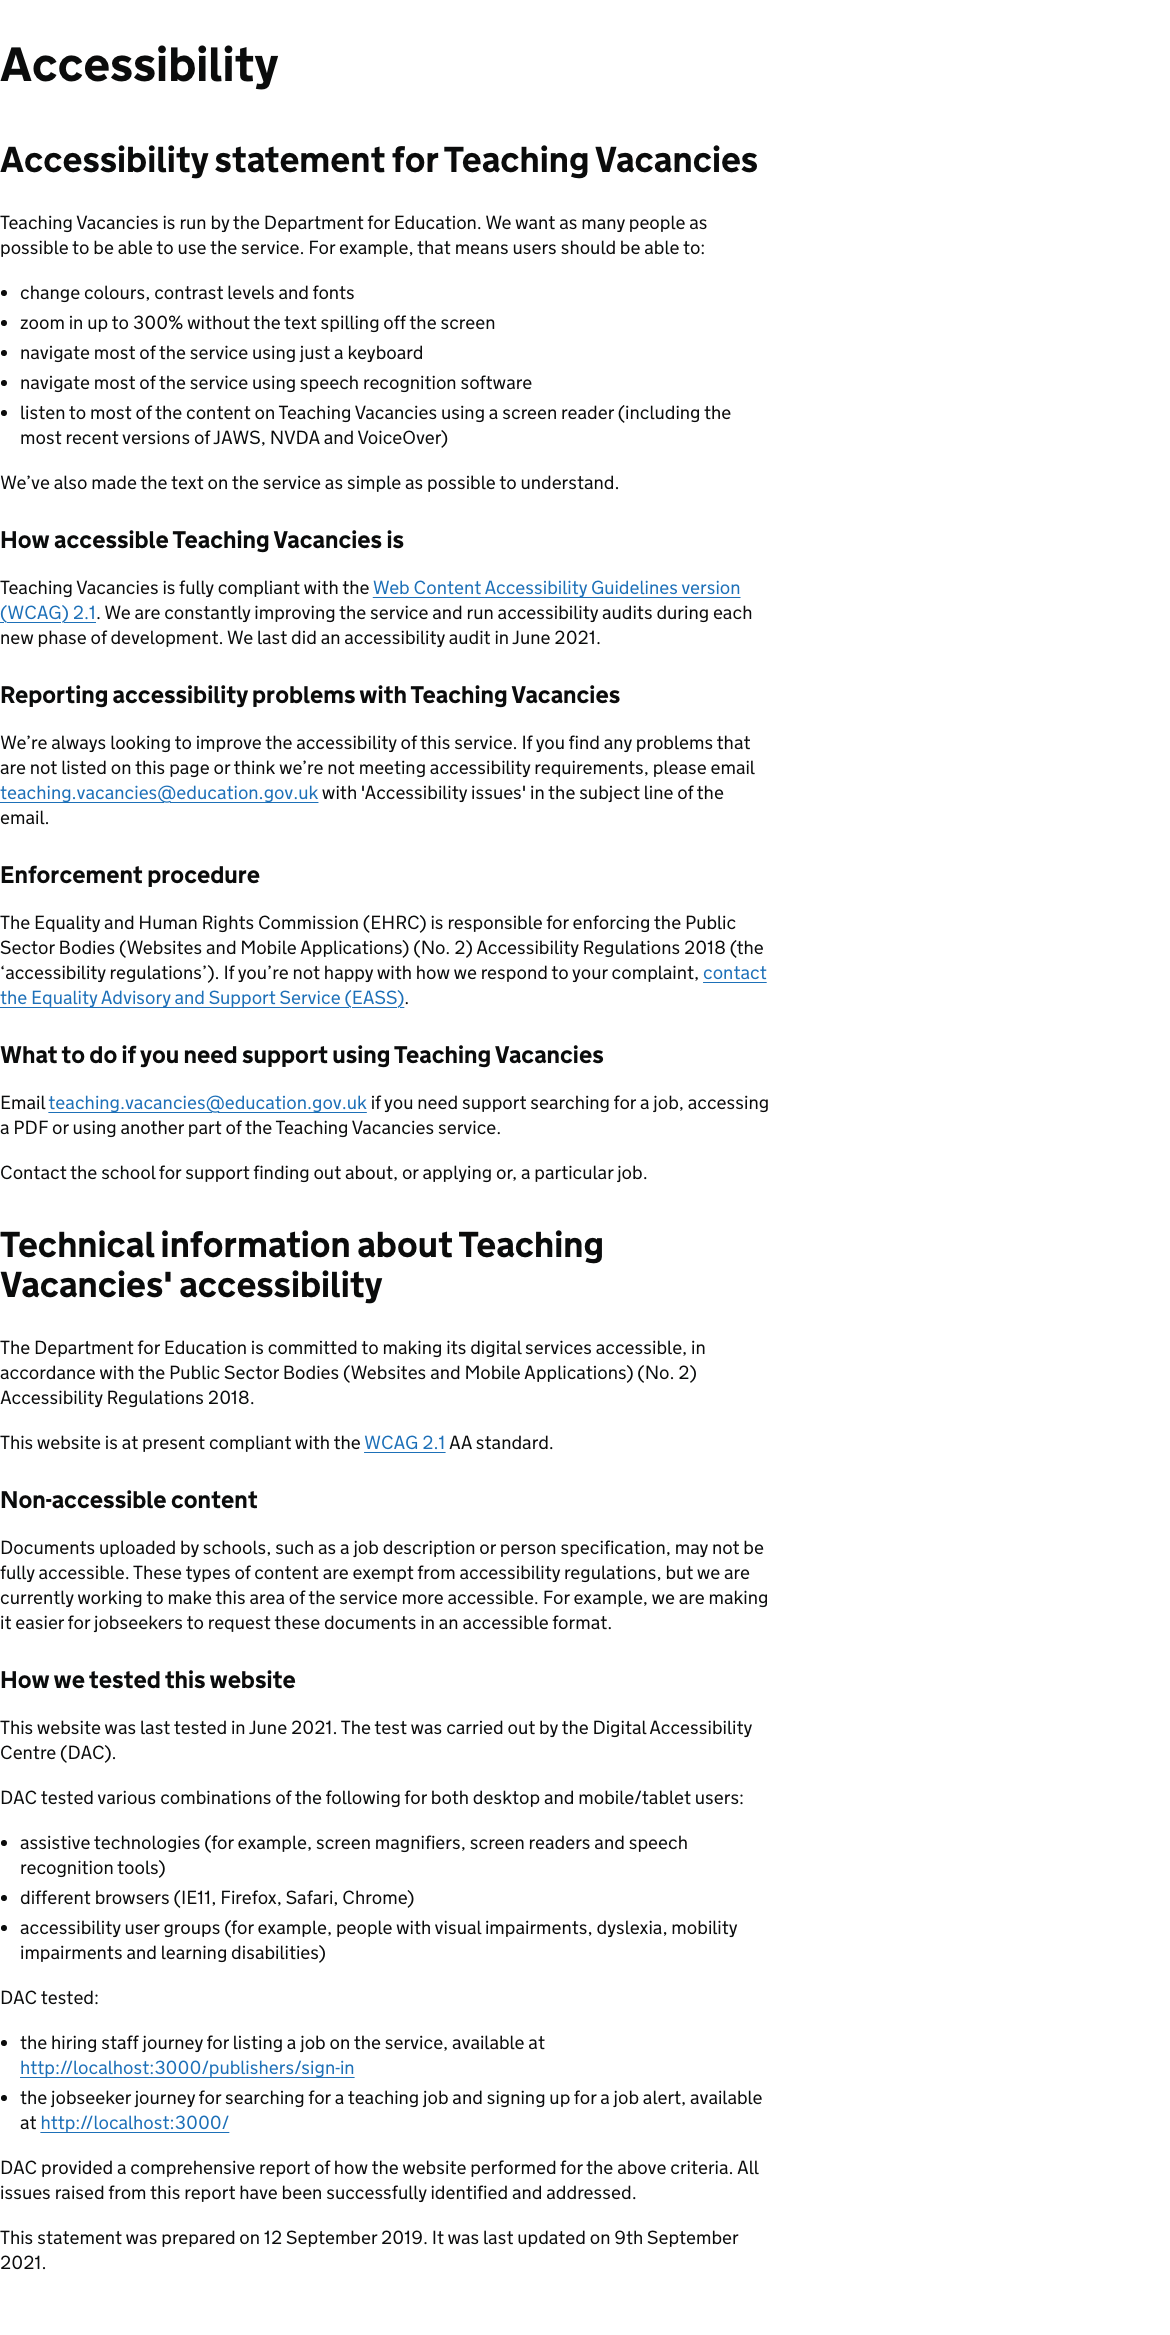 Accessibility
Accessibility statement for Teaching Vacancies
Teaching Vacancies is run by the Department for Education. We want as many people as
possible to be able to use the service. For example, that means users should be able to:
• change colours, contrast levels and fonts
• zoom in up to 300% without the text spilling off the screen
• navigate most of the service using just a keyboard
• navigate most of the service using speech recognition software
• listen to most of the content on Teaching Vacancies using a screen reader (including the
most recent versions of JAWS, NVDA and VoiceOver)
We’ve also made the text on the service as simple as possible to understand.
How accessible Teaching Vacancies is
Teaching Vacancies is fully compliant with the Web Content Accessibility Guidelines version
(WCAG) 2.1. We are constantly improving the service and run accessibility audits during each
new phase of development. We last did an accessibility audit in June 2021.
Reporting accessibility problems with Teaching Vacancies
We’re always looking to improve the accessibility of this service. If you find any problems that
are not listed on this page or think we’re not meeting accessibility requirements, please email
teaching.vacancies@education.gov.uk with 'Accessibility issues' in the subject line of the
email.
Enforcement procedure
The Equality and Human Rights Commission (EHRC) is responsible for enforcing the Public
Sector Bodies (Websites and Mobile Applications) (No. 2) Accessibility Regulations 2018 (the
‘accessibility regulations’). If you’re not happy with how we respond to your complaint, contact
the Equality Advisory and Support Service (EASS).
What to do if you need support using Teaching Vacancies
Email teaching.vacancies@education.gov.uk if you need support searching for a job, accessing
a PDF or using another part of the Teaching Vacancies service.
Contact the school for support finding out about, or applying or, a particular job.
Technical information about Teaching
Vacancies' accessibility
The Department for Education is committed to making its digital services accessible, in
accordance with the Public Sector Bodies (Websites and Mobile Applications) (No. 2)
Accessibility Regulations 2018.
This website is at present compliant with the WCAG 2.1 AA standard.
Non-accessible content
Documents uploaded by schools, such as a job description or person specification, may not be
fully accessible. These types of content are exempt from accessibility regulations, but we are
currently working to make this area of the service more accessible. For example, we are making
it easier for jobseekers to request these documents in an accessible format.
How we tested this website
This website was last tested in June 2021. The test was carried out by the Digital Accessibility
Centre (DAC).
DAC tested various combinations of the following for both desktop and mobile/tablet users:
• assistive technologies (for example, screen magnifiers, screen readers and speech
recognition tools)
• different browsers (IE11, Firefox, Safari, Chrome)
• accessibility user groups (for example, people with visual impairments, dyslexia, mobility
impairments and learning disabilities)
DAC tested:
• the hiring staff journey for listing a job on the service, available at
http://localhost:3000/publishers/sign-in
• the jobseeker journey for searching for a teaching job and signing up for a job alert, available
at http://localhost:3000/
DAC provided a comprehensive report of how the website performed for the above criteria. All
issues raised from this report have been successfully identified and addressed.
This statement was prepared on 12 September 2019. It was last updated on 9th September
2021.